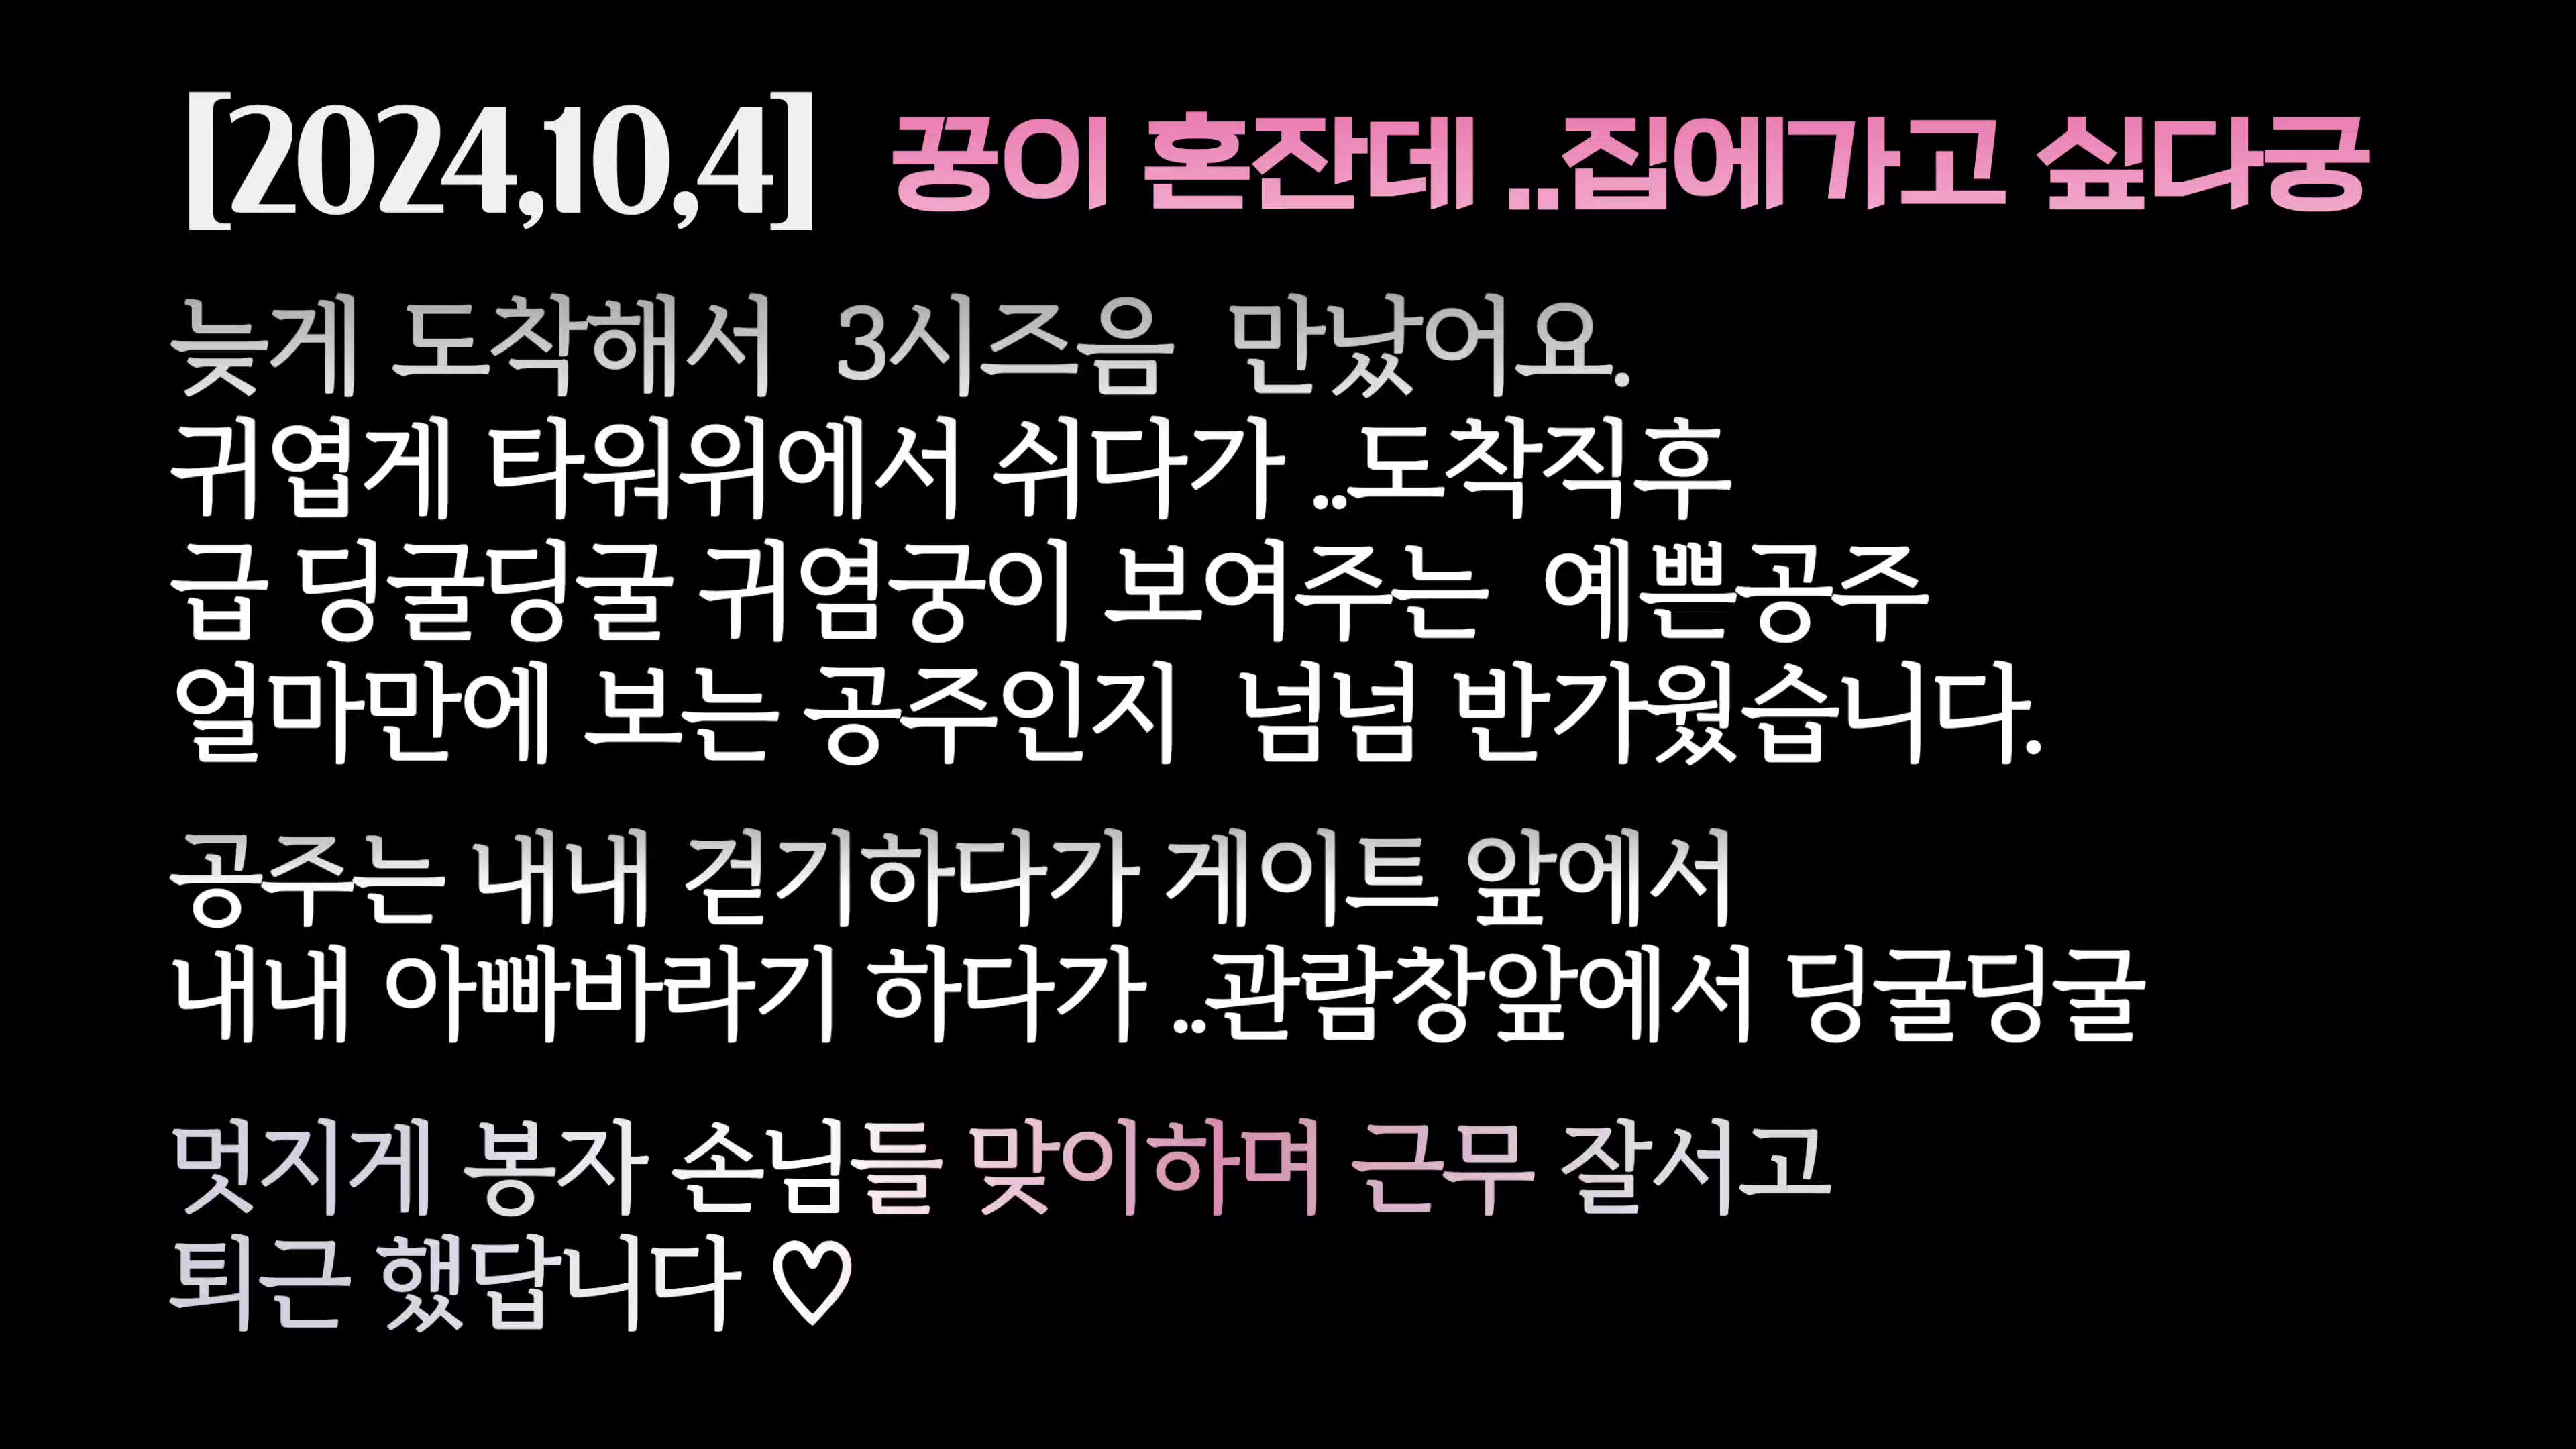 [2024,10,4] 꿍이 혼잔데 ..집에가고 싶다궁
늦게 도착해서 3시즈음 만났어요.
귀엽게 타워위에서 쉬다가 ..도착직후
급 딩굴딩굴 귀염궁이 보여주는 예쁜공주
얼마만에 보는 공주인지 넘넘 반가웠습니다.
공주는 내내 걷기하다가 게이트 앞에서
내내 아빠바라기 하다가 ..관람창앞에서 딩굴딩굴
멋지게 봉자 손님들 맞이하며 근무 잘서고
퇴근 했답니다 ♡